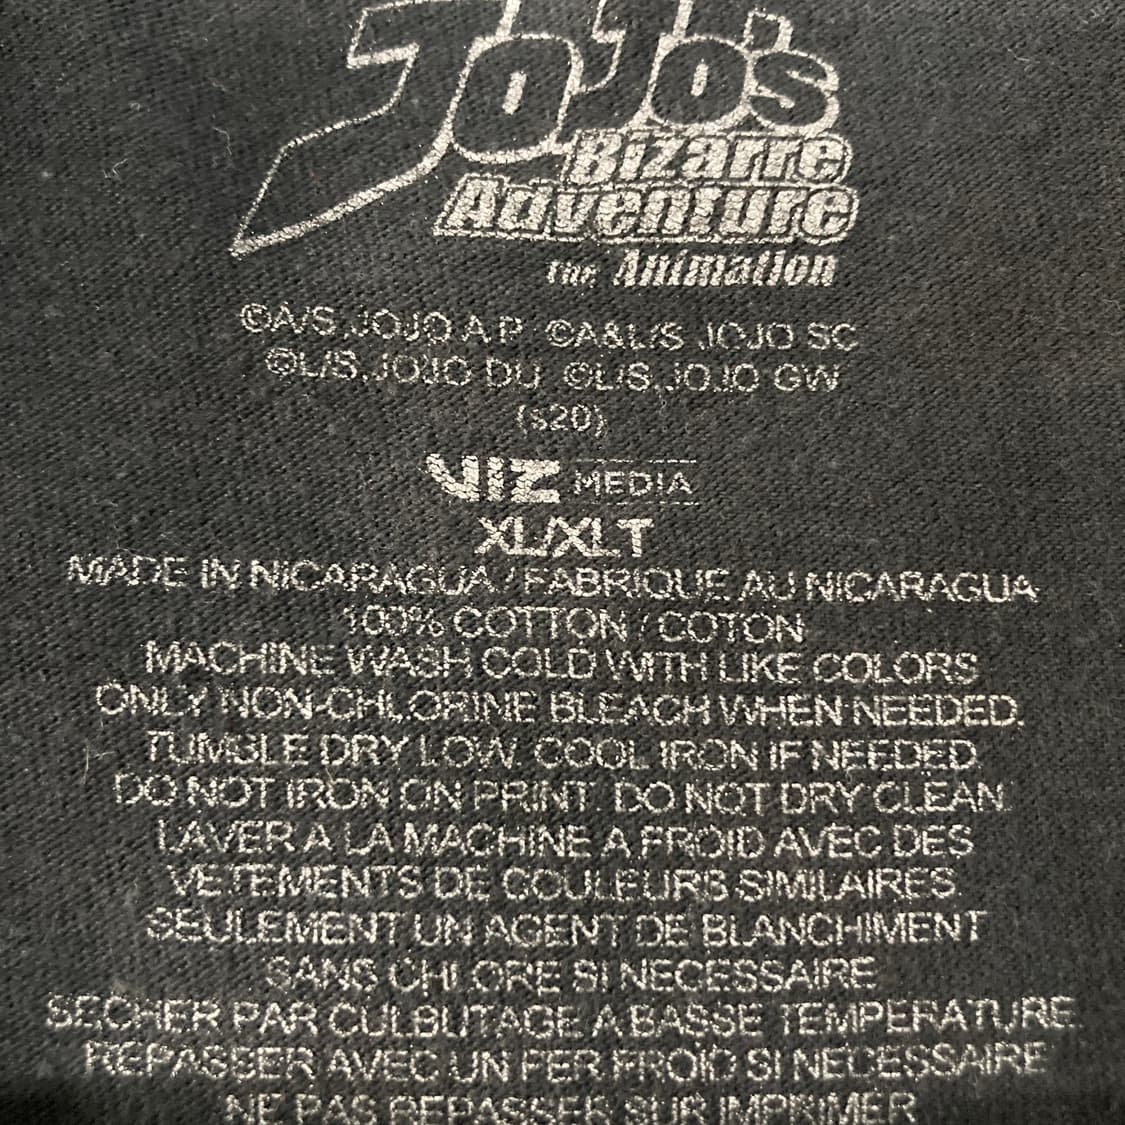 JoJo's
Bizarre
Adventure
the Animation
©A/S,JOJO A.P ©A&L/S, JOJO SC
©L/S,JOJO DU ©L/S,JOJO GW
(s20)
VIZ MEDIA
XL/XLT
MADE IN NICARAGUA / FABRIQUE AU NICARAGUA
100% COTTON / COTON
MACHINE WASH COLD WITH LIKE COLORS
ONLY NON-CHLORINE BLEACH WHEN NEEDED.
TUMBLE DRY LOW. COOL IRON IF NEEDED.
DO NOT IRON ON PRINT. DO NOT DRY CLEAN.
LAVER A LA MACHINE A FROID AVEC DES
VETEMENTS DE COULEURS SIMILAIRES
SEULEMENT UN AGENT DE BLANCHIMENT
SANS CHLORE SI NECESSAIRE
SECHER PAR CULBUTAGE A BASSE TEMPERATURE
REPASSER AVEC UN FER FROID SI NECESSAIRE
NE PAS REPASSER SUR IMPRIMER